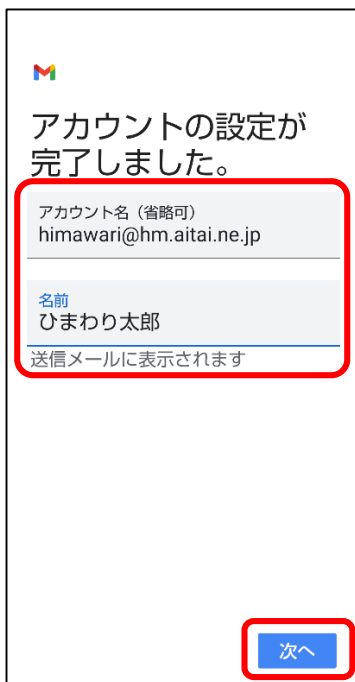 アカウントの設定が
完了しました。
アカウント名（省略可）
himawari@hm.aitai.ne.jp
名前
ひまわり太郎
送信メールに表示されます
次へ